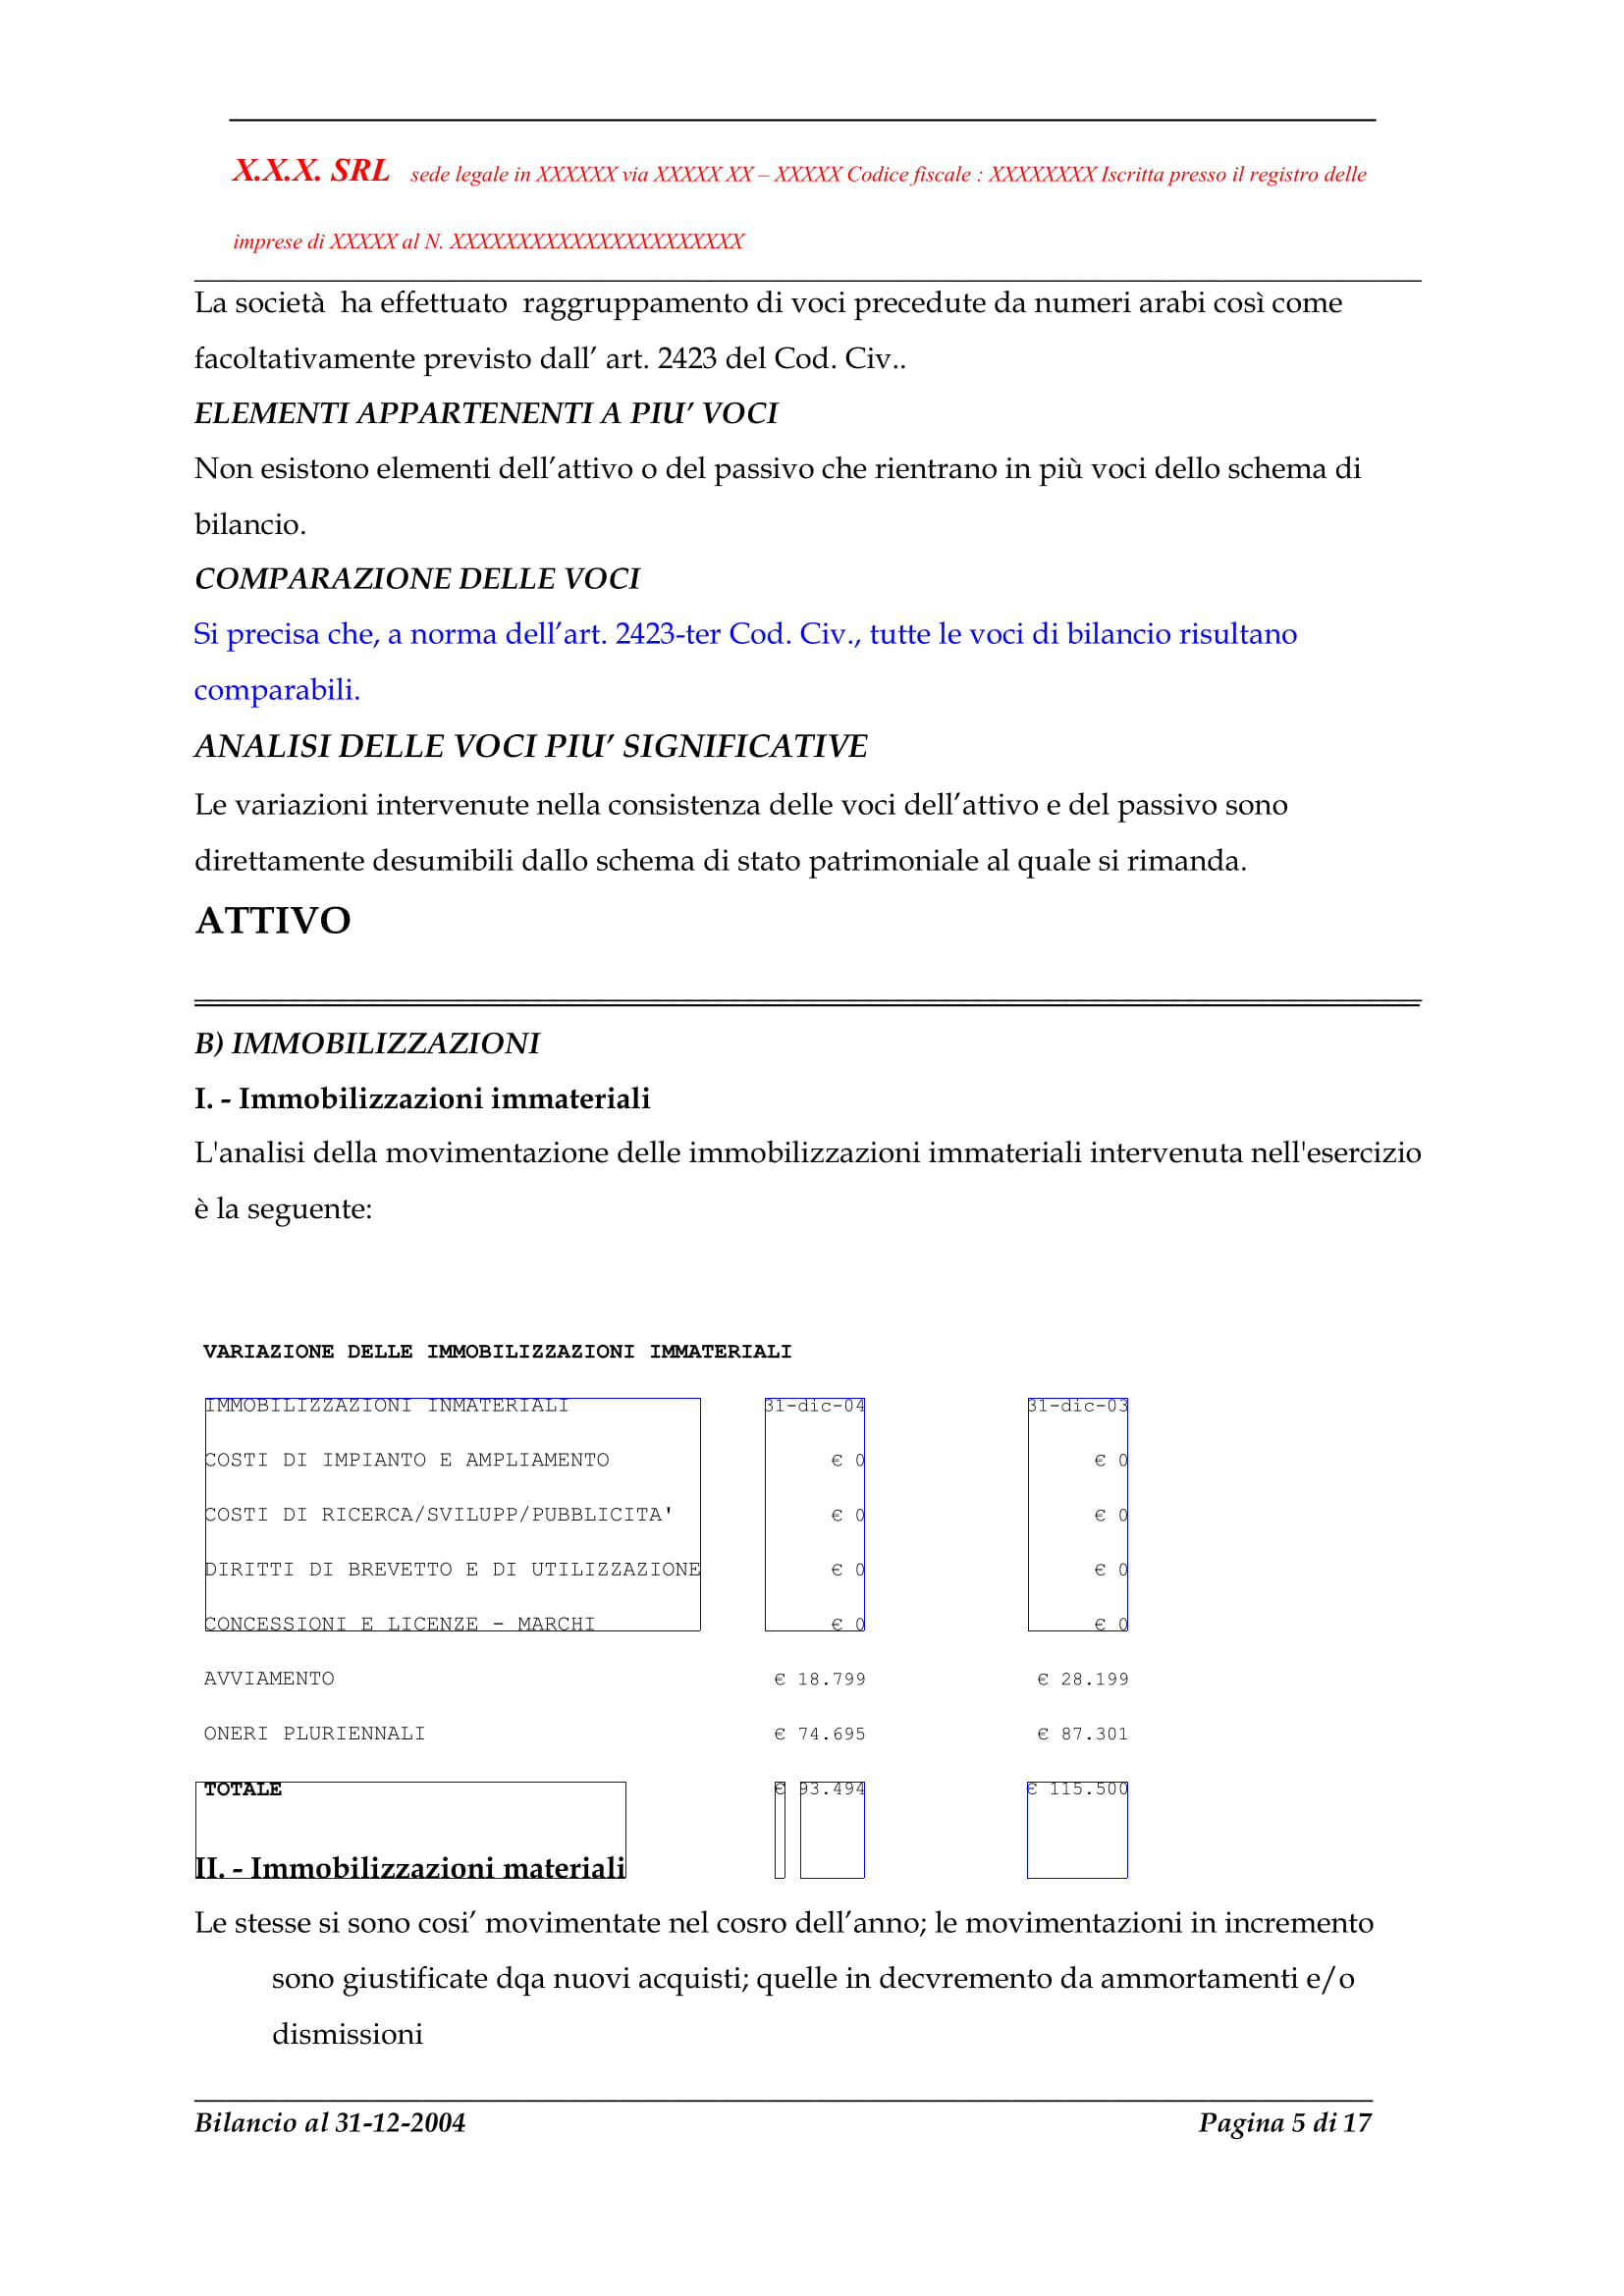 X.X.X. SRL sede legale in XXXXXX via XXXXX XX – XXXXX Codice fiscale : XXXXXXXX Iscritta presso il registro delle
imprese di XXXXX al N. XXXXXXXXXXXXXXXXXXXXXX
La società ha effettuato raggruppamento di voci precedute da numeri arabi così come
facoltativamente previsto dall’ art. 2423 del Cod. Civ..
ELEMENTI APPARTENENTI A PIU’ VOCI
Non esistono elementi dell’attivo o del passivo che rientrano in più voci dello schema di
bilancio.
COMPARAZIONE DELLE VOCI
Si precisa che, a norma dell’art. 2423-ter Cod. Civ., tutte le voci di bilancio risultano
comparabili.
ANALISI DELLE VOCI PIU’ SIGNIFICATIVE
Le variazioni intervenute nella consistenza delle voci dell’attivo e del passivo sono
direttamente desumibili dallo schema di stato patrimoniale al quale si rimanda.
ATTIVO
B) IMMOBILIZZAZIONI
I. - Immobilizzazioni immateriali
L'analisi della movimentazione delle immobilizzazioni immateriali intervenuta nell'esercizio
è la seguente:
VARIAZIONE DELLE IMMOBILIZZAZIONI IMMATERIALI
IMMOBILIZZAZIONI INMATERIALI 31-dic-04 31-dic-03
COSTI DI IMPIANTO E AMPLIAMENTO € 0 € 0
COSTI DI RICERCA/SVILUPP/PUBBLICITA' € 0 € 0
DIRITTI DI BREVETTO E DI UTILIZZAZIONE € 0 € 0
CONCESSIONI E LICENZE - MARCHI € 0 € 0
AVVIAMENTO € 18.799 € 28.199
ONERI PLURIENNALI € 74.695 € 87.301
TOTALE € 93.494 € 115.500
II. - Immobilizzazioni materiali
Le stesse si sono cosi’ movimentate nel cosro dell’anno; le movimentazioni in incremento
sono giustificate dqa nuovi acquisti; quelle in decvremento da ammortamenti e/o
dismissioni
Bilancio al 31-12-2004 Pagina 5 di 17